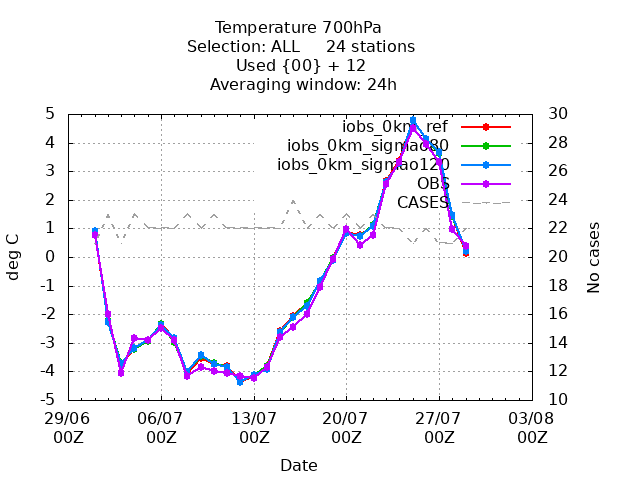 Temperature 700hPa
Selection: ALL 24 stations
Used {00} + 12
Averaging window: 24h
iobs_0km_ref
iobs_0km_sigmao80
iobs_0km_sigmao120
OBS
CASES
5
4
3
2
1
0
-1
-2
-3
-4
-5
deg C
30
28
26
24
22
20
18
16
14
12
10
No cases
29/06 06/07 13/07 20/07 27/07 03/08
00Z 00Z 00Z 00Z 00Z 00Z
Date